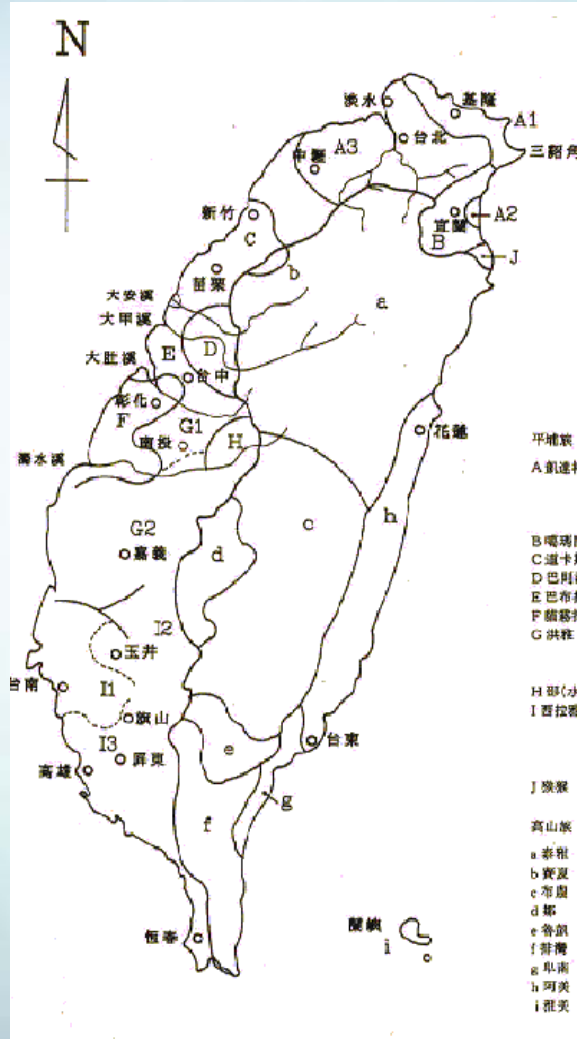 N
淡水
基隆
A1
台北
三貂角
A3
中壢
新竹
宜蘭
A2
C
B
J
b
苗栗
a
大安溪
大甲溪
D
E
大肚溪
台中
彰化
F
G1
花蓮
南投
H
濁水溪
平埔族
A 凱達
h
c
G2
嘉義
d
B 噶瑪
C 道卡
D 巴則
E 巴布
F 貓霧
G 洪雅
I2
玉井
台南
I1
H 邵(水
I 西拉雅
旗山
台東
I3
e
屏東
高雄
g
J 猴猴
f
高山族
a 泰雅
b 賽夏
c 布農
d 鄒
e 魯凱
f 排灣
g 卑南
h 阿美
i 雅美
恆春
蘭嶼
i